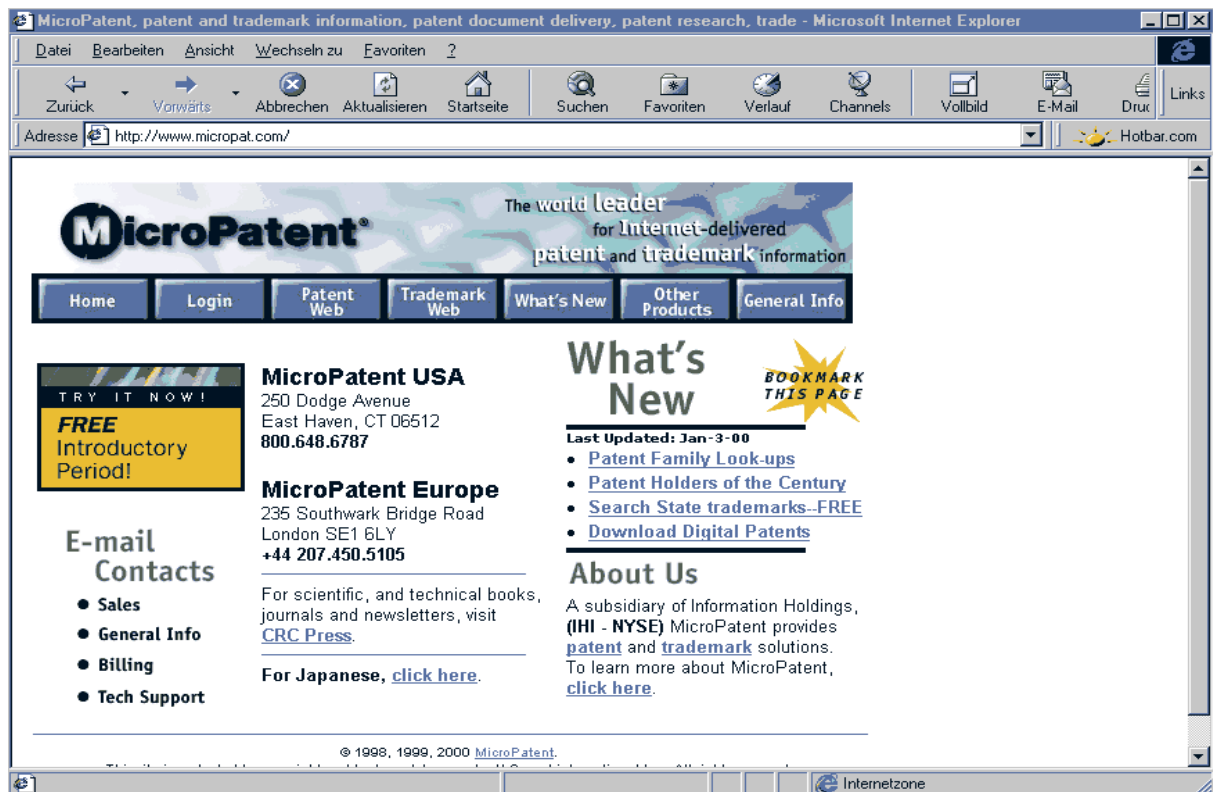 MicroPatent, patent and trademark information, patent document delivery, patent research, trade - Microsoft Internet Explorer
Datei Bearbeiten Ansicht Wechseln zu Favoriten ?
Zurück Vorwärts Abbrechen Aktualisieren Startseite Suchen Favoriten Verlauf Channels Vollbild E-Mail Druc Links
Adresse http://www.micropat.com/ Hotbar.com
MicroPatent®
The world leader
for Internet-delivered
patent and trademark information
Home Login Patent Web Trademark Web What's New Other Products General Info
TRY IT NOW!
FREE
Introductory
Period!
E-mail
Contacts
Sales
General Info
Billing
Tech Support
MicroPatent USA
250 Dodge Avenue
East Haven, CT 06512
800.648.6787
MicroPatent Europe
235 Southwark Bridge Road
London SE1 6LY
+44 207.450.5105
For scientific, and technical books,
journals and newsletters, visit
CRC Press.
For Japanese, click here.
What's
New
BOOKMARK
THIS PAGE
Last Updated: Jan-3-00
Patent Family Look-ups
Patent Holders of the Century
Search State trademarks--FREE
Download Digital Patents
About Us
A subsidiary of Information Holdings,
(IHI - NYSE) MicroPatent provides
patent and trademark solutions.
To learn more about MicroPatent,
click here.
© 1998, 1999, 2000 MicroPatent.
Internetzone